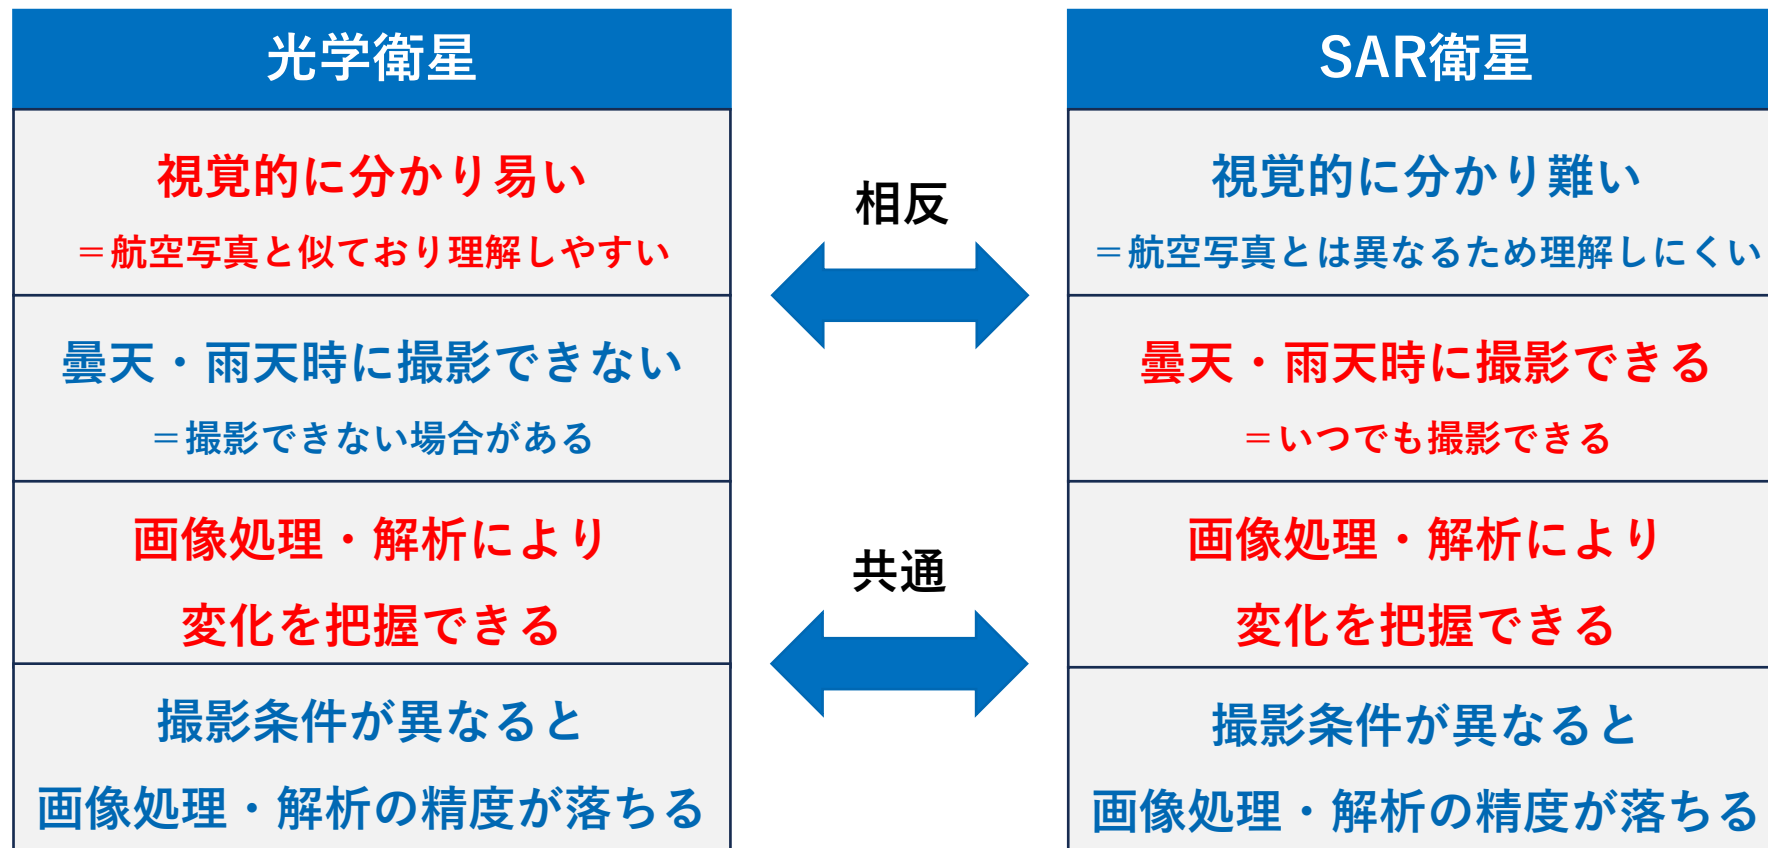 光学衛星
視覚的に分かり易い
＝航空写真と似ており理解しやすい
曇天・雨天時に撮影できない
＝撮影できない場合がある
画像処理・解析により
変化を把握できる
撮影条件が異なると
画像処理・解析の精度が落ちる
相反
共通
SAR衛星
視覚的に分かり難い
＝航空写真とは異なるため理解しにくい
曇天・雨天時に撮影できる
＝いつでも撮影できる
画像処理・解析により
変化を把握できる
撮影条件が異なると
画像処理・解析の精度が落ちる